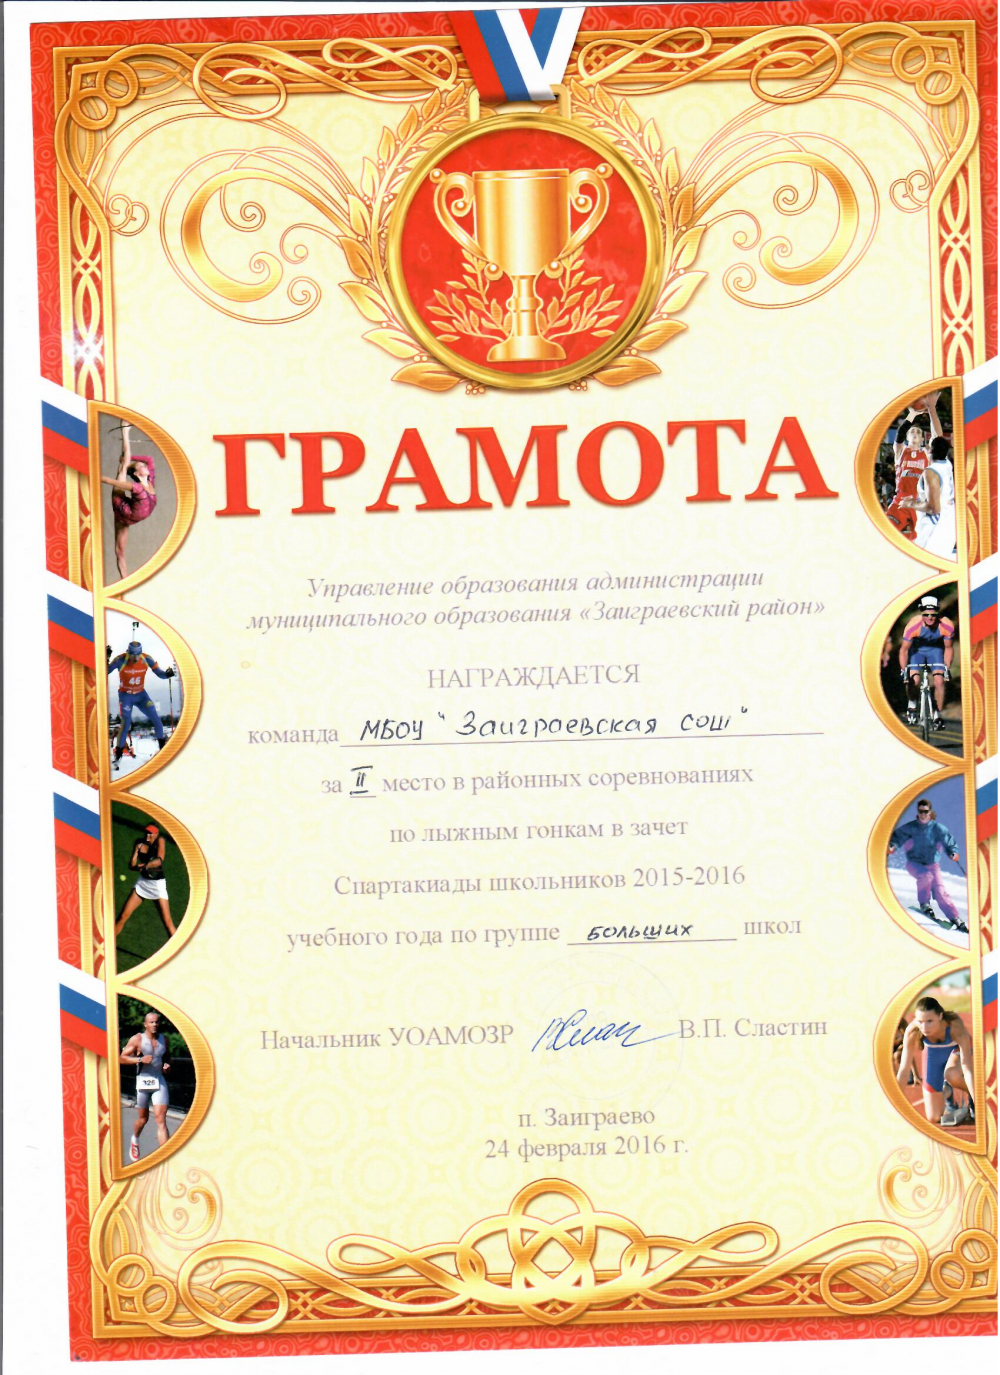 ГРАМОТА
Управление образования администрации
муниципального образования «Заиграевский район»
НАГРАЖДАЕТСЯ
команда МБОУ "Заиграевская сош"
за II место в районных соревнованиях
по лыжным гонкам в зачет
Спартакиады школьников 2015-2016
учебного года по группе больших школ
Начальник УОАМОЗР В.П. Сластин
п. Заиграево
24 февраля 2016 г.
46
328